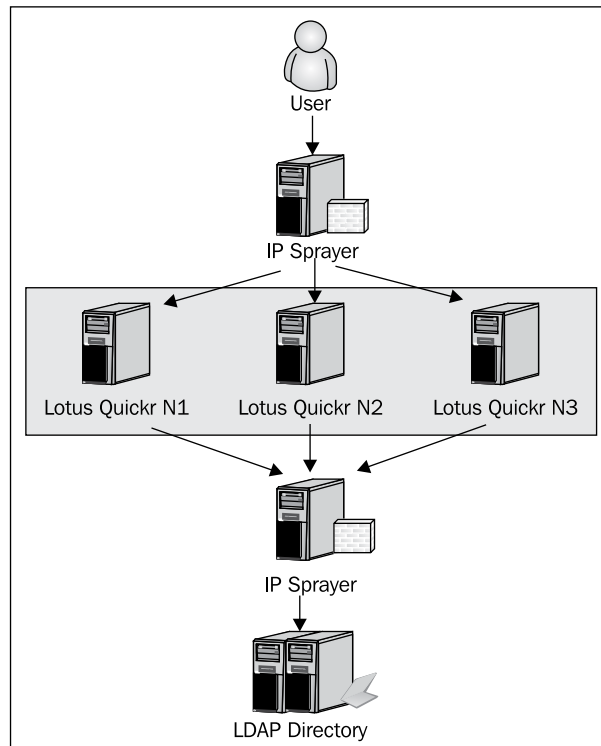 User
IP Sprayer
Lotus Quickr N1
Lotus Quickr N2
Lotus Quickr N3
IP Sprayer
LDAP Directory